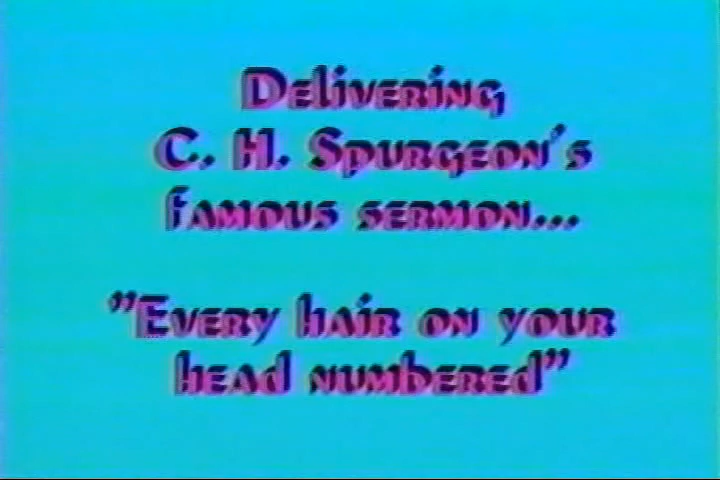 Delivering
C. H. Spurgeon's
famous sermon...
"Every hair on your
head numbered"